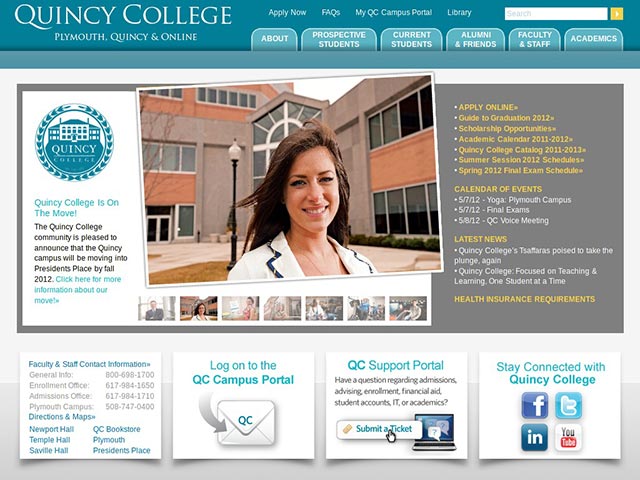 QUINCY COLLEGE
PLYMOUTH, QUINCY & ONLINE
Apply Now FAQs My QC Campus Portal Library
Search
ABOUT
PROSPECTIVE
STUDENTS
CURRENT
STUDENTS
ALUMNI
& FRIENDS
FACULTY
& STAFF
ACADEMICS
QUINCY
COLLEGE
Quincy College Is On
The Move!
The Quincy College
community is pleased to
announce that the Quincy
campus will be moving into
Presidents Place by fall
2012. Click here for more
information about our
move!»
• APPLY ONLINE»
• Guide to Graduation 2012»
• Scholarship Opportunities»
• Academic Calendar 2011-2012»
• Quincy College Catalog 2011-2013»
• Summer Session 2012 Schedules»
• Spring 2012 Final Exam Schedule»
CALENDAR OF EVENTS
• 5/7/12 - Yoga: Plymouth Campus
• 5/7/12 - Final Exams
• 5/8/12 - QC Voice Meeting
LATEST NEWS
• Quincy College's Tsaffaras poised to take the
plunge, again
• Quincy College: Focused on Teaching &
Learning, One Student at a Time
HEALTH INSURANCE REQUIREMENTS
Faculty & Staff Contact Information»
General Info: 800-698-1700
Enrollment Office: 617-984-1650
Admissions Office: 617-984-1710
Plymouth Campus: 508-747-0400
Directions & Maps»
Newport Hall QC Bookstore
Temple Hall Plymouth
Saville Hall Presidents Place
Log on to the
QC Campus Portal
QC
QC Support Portal
Have a question regarding admissions,
advising, enrollment, financial aid,
student accounts, IT, or academics?
Submit a Ticket
Stay Connected with
Quincy College
f
t
in
You
Tube